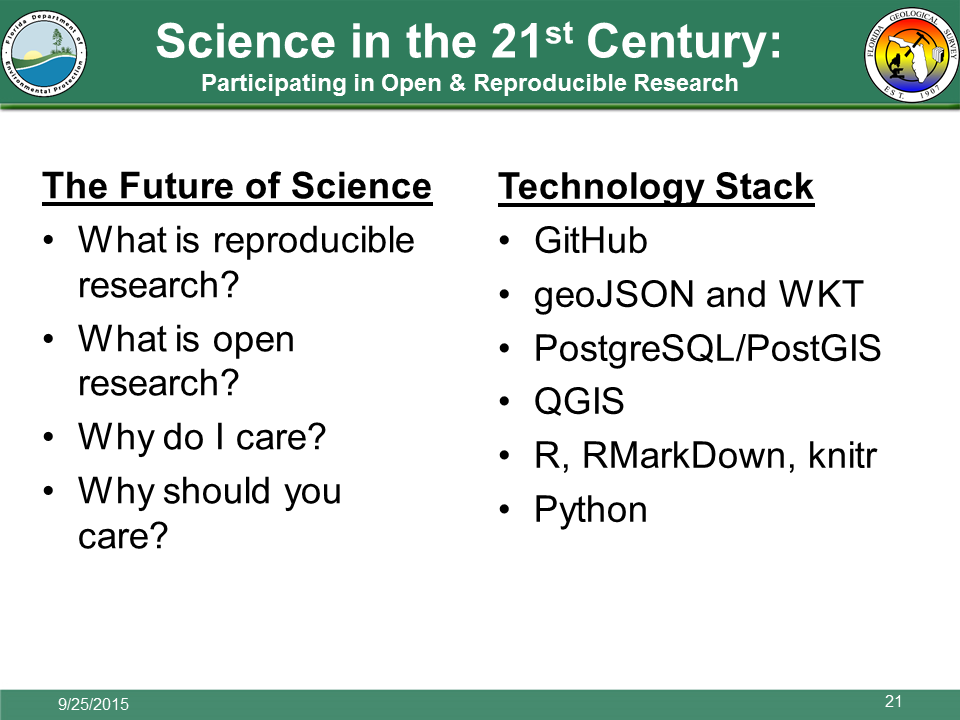 Science in the 21st Century:
Participating in Open & Reproducible Research
Florida Department of
Environmental Protection
FLORIDA GEOLOGICAL SURVEY
EST. 1907
The Future of Science
• What is reproducible
research?
• What is open
research?
• Why do I care?
• Why should you
care?
Technology Stack
• GitHub
• geoJSON and WKT
• PostgreSQL/PostGIS
• QGIS
• R, RMarkDown, knitr
• Python
9/25/2015
21